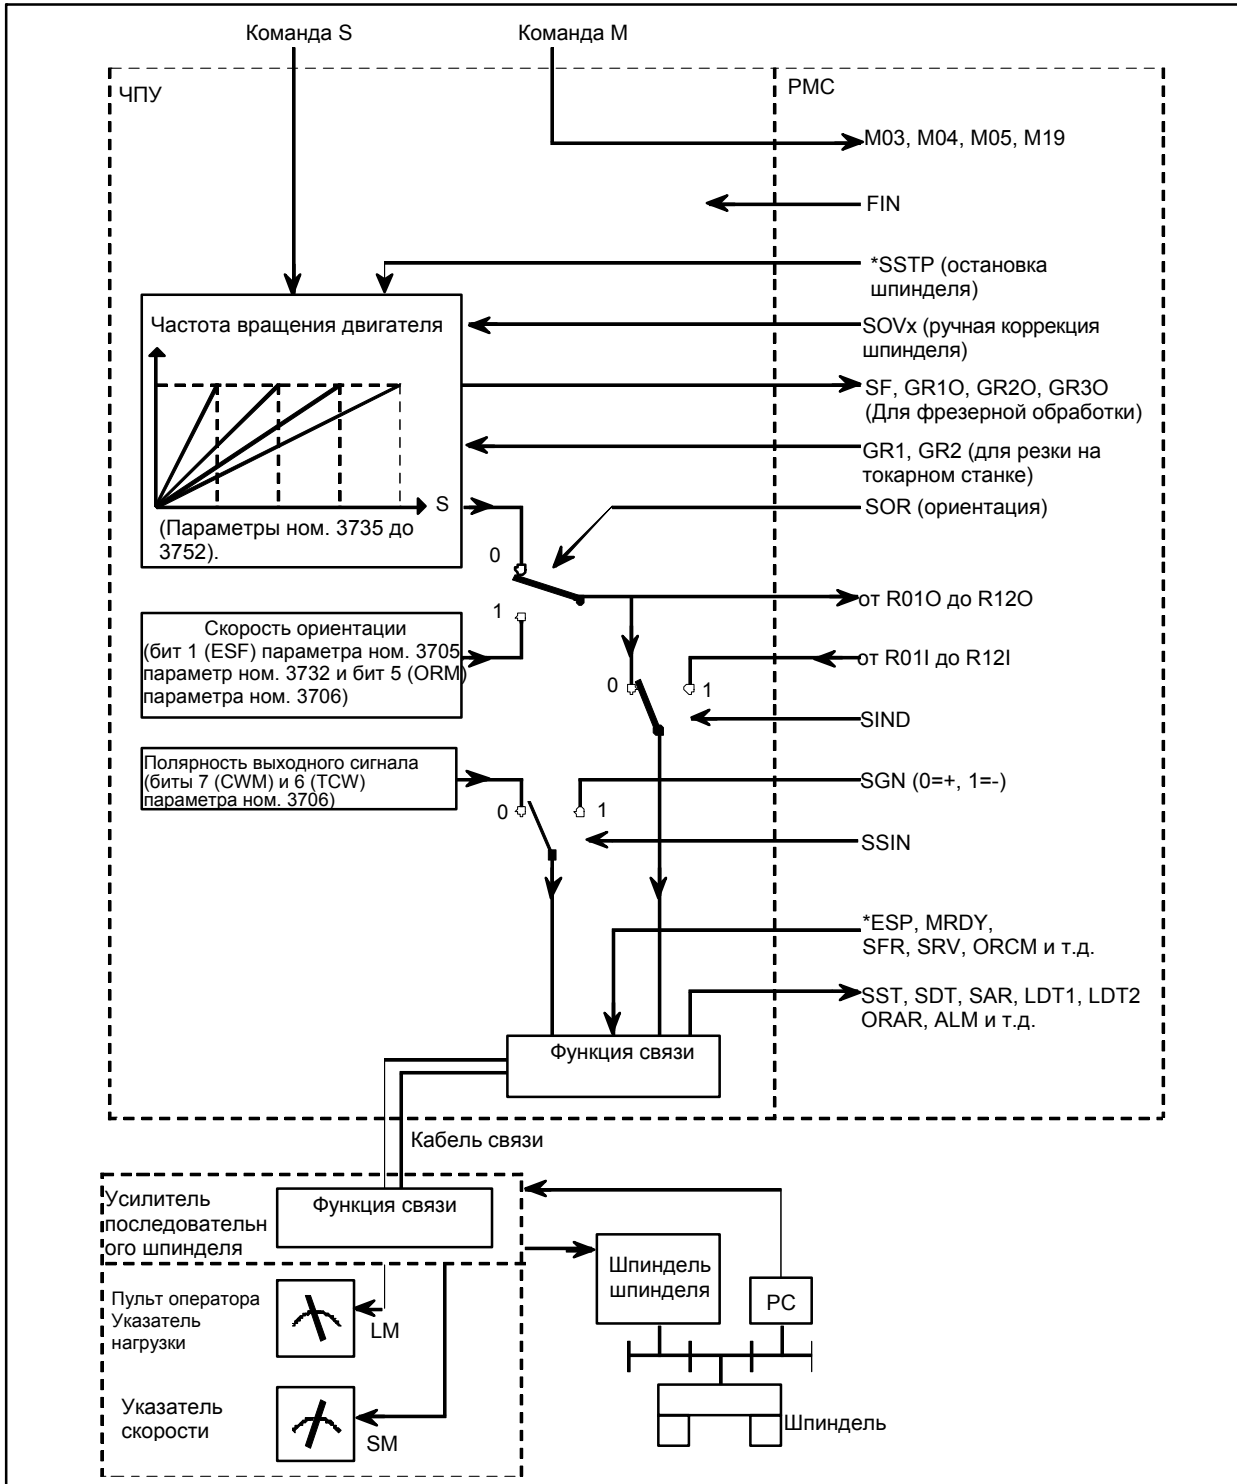 Команда S
Команда M
ЧПУ
PMC
M03, M04, M05, M19
FIN
*SSTP (остановка
шпинделя)
Частота вращения двигателя
SOVx (ручная коррекция
шпинделя)
SF, GR1O, GR2O, GR3O
(Для фрезерной обработки)
GR1, GR2 (для резки на
токарном станке)
S
SOR (ориентация)
(Параметры ном. 3735 до
3752).
0
1
от R01O до R12O
Скорость ориентации
(бит 1 (ESF) параметра ном. 3705
параметр ном. 3732 и бит 5 (ORM)
параметра ном. 3706)
от R01I до R12I
0
1
SIND
Полярность выходного сигнала
(биты 7 (CWM) и 6 (TCW)
параметра ном. 3706)
SGN (0=+, 1=-)
0
1
SSIN
*ESP, MRDY,
SFR, SRV, ORCM и т.д.
SST, SDT, SAR, LDT1, LDT2
ORAR, ALM и т.д.
Функция связи
Кабель связи
Усилитель
последовательн
ого шпинделя
Функция связи
Шпиндель
шпинделя
PC
Пульт оператора
Указатель
нагрузки
LM
Указатель
скорости
SM
Шпиндель